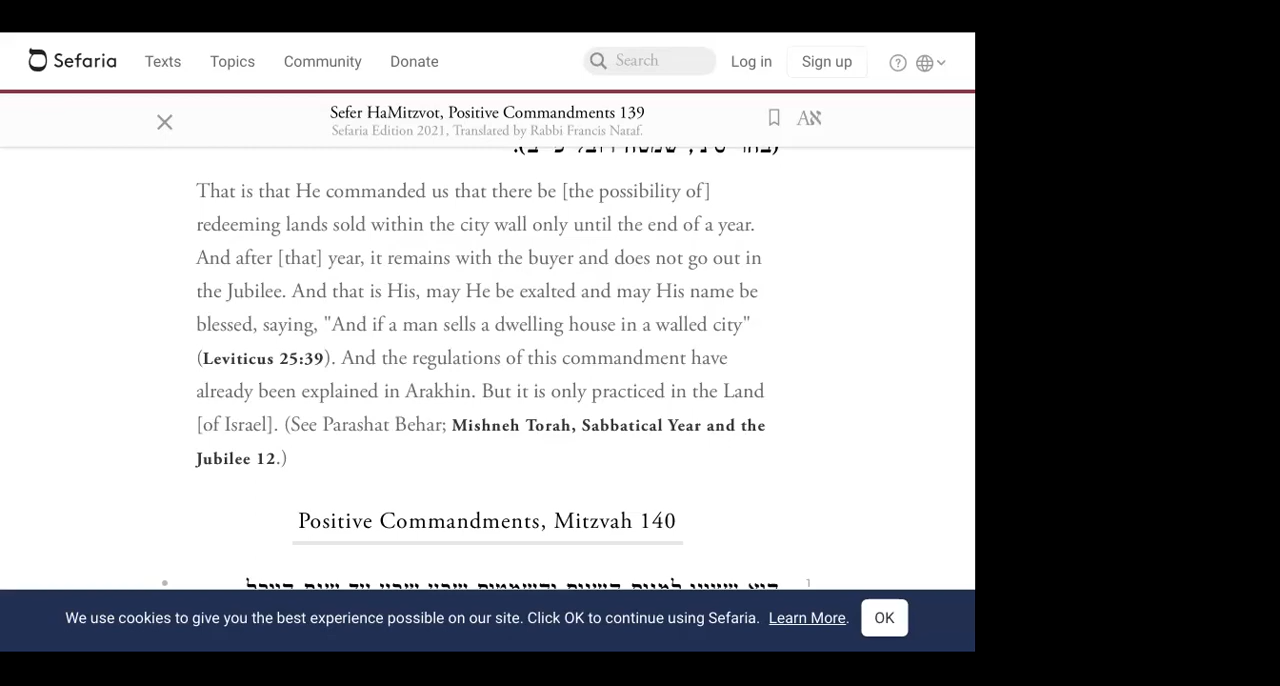 Sefaria Texts Topics Community Donate Search Log in Sign up
Sefer HaMitzvot, Positive Commandments 139
Sefaria Edition 2021, Translated by Rabbi Francis Nataf.
That is that He commanded us that there be [the possibility of]
redeeming lands sold within the city wall only until the end of a year.
And after [that] year, it remains with the buyer and does not go out in
the Jubilee. And that is His, may He be exalted and may His name be
blessed, saying, "And if a man sells a dwelling house in a walled city"
(Leviticus 25:39). And the regulations of this commandment have
already been explained in Arakhin. But it is only practiced in the Land
[of Israel]. (See Parashat Behar; Mishneh Torah, Sabbatical Year and the
Jubilee 12.)
Positive Commandments, Mitzvah 140
We use cookies to give you the best experience possible on our site. Click OK to continue using Sefaria. Learn More. OK